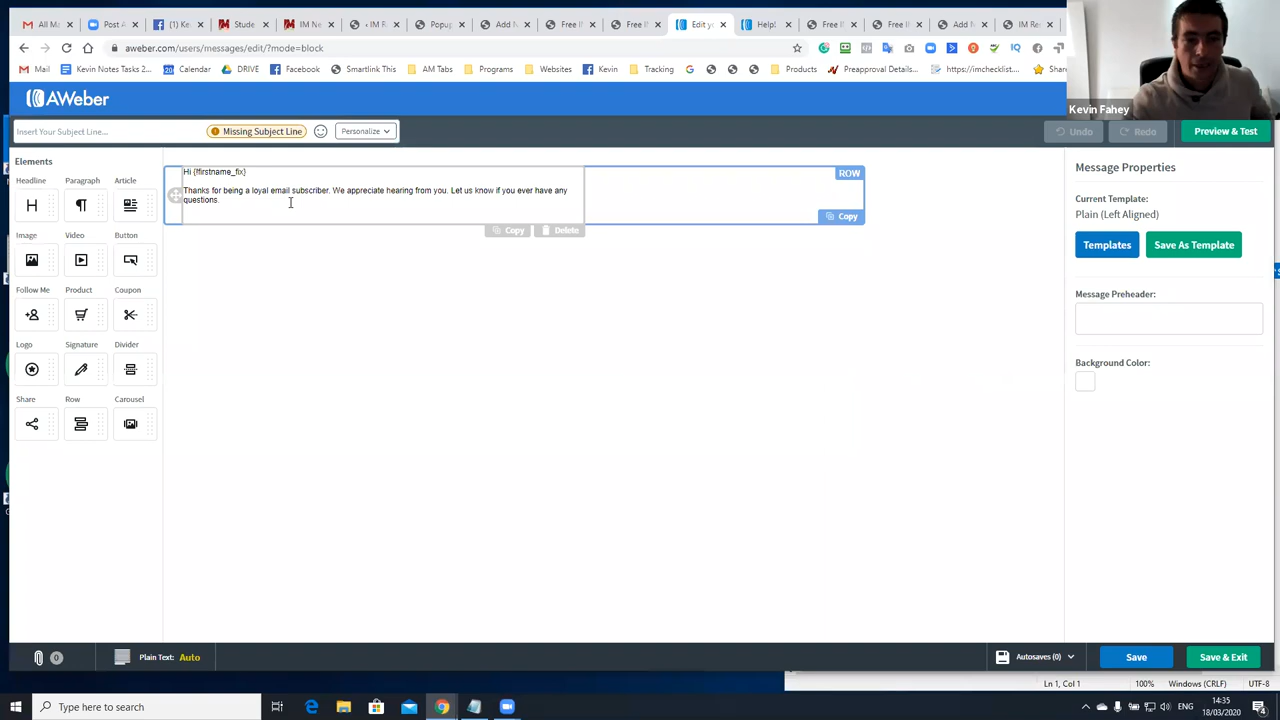 All Ma
Post A
(1) Ke
Stude
IM Ne
‹ IM R
Popup
Add N
Free I
Free I
Edit y
Help!
Free I
Free I
Add N
IM Re
aweber.com/users/messages/edit/?mode=block
Mail
Kevin Notes Tasks 2...
Calendar
DRIVE
Facebook
Smartlink This
AM Tabs
Programs
Websites
Kevin
Tracking
Products
Preapproval Details...
https://imchecklist....
Share
Kevin Fahey
AWeber
Insert Your Subject Line...
Missing Subject Line
Personalize
Undo
Redo
Preview & Test
Elements
Headline
Paragraph
Article
Image
Video
Button
Follow Me
Product
Coupon
Logo
Signature
Divider
Share
Row
Carousel
Hi {!firstname_fix}
Thanks for being a loyal email subscriber. We appreciate hearing from you. Let us know if you ever have any
questions.
ROW
Copy
Copy
Delete
Message Properties
Current Template:
Plain (Left Aligned)
Templates
Save As Template
Message Preheader:
Background Color:
0
Plain Text: Auto
Autosaves (0)
Save
Save & Exit
Ln 1, Col 1
100%
Windows (CRLF)
UTF-8
Type here to search
ENG
14:35
18/03/2020
4